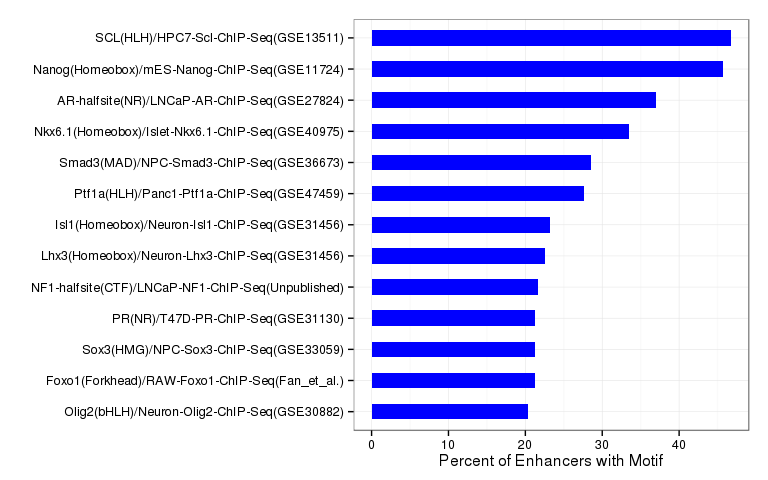 SCL(HLH)/HPC7-Scl-ChIP-Seq(GSE13511)
Nanog(Homeobox)/mES-Nanog-ChIP-Seq(GSE11724)
AR-halfsite(NR)/LNCaP-AR-ChIP-Seq(GSE27824)
Nkx6.1(Homeobox)/Islet-Nkx6.1-ChIP-Seq(GSE40975)
Smad3(MAD)/NPC-Smad3-ChIP-Seq(GSE36673)
Ptf1a(HLH)/Panc1-Ptf1a-ChIP-Seq(GSE47459)
Isl1(Homeobox)/Neuron-Isl1-ChIP-Seq(GSE31456)
Lhx3(Homeobox)/Neuron-Lhx3-ChIP-Seq(GSE31456)
NF1-halfsite(CTF)/LNCaP-NF1-ChIP-Seq(Unpublished)
PR(NR)/T47D-PR-ChIP-Seq(GSE31130)
Sox3(HMG)/NPC-Sox3-ChIP-Seq(GSE33059)
Foxo1(Forkhead)/RAW-Foxo1-ChIP-Seq(Fan_et_al.)
Olig2(bHLH)/Neuron-Olig2-ChIP-Seq(GSE30882)
0 10 20 30 40
Percent of Enhancers with Motif